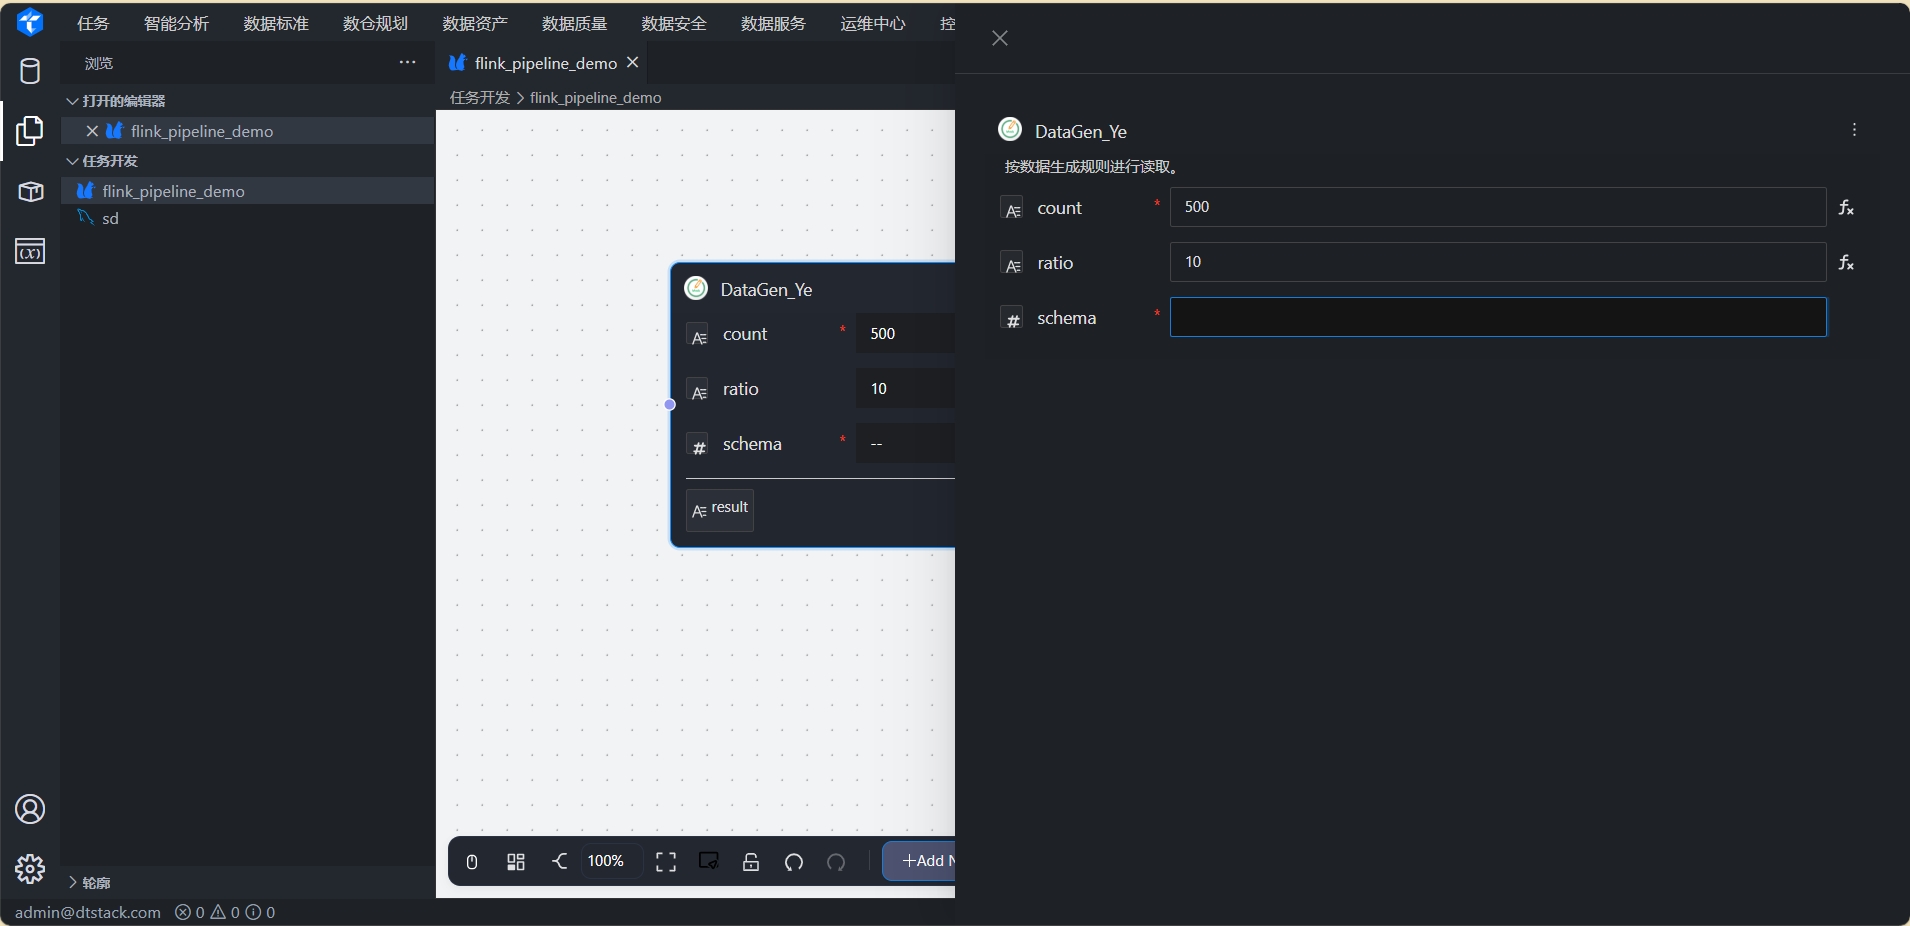 任务 智能分析 数据标准 数仓规划 数据资产 数据质量 数据安全 数据服务 运维中心 控
浏览
flink_pipeline_demo
任务开发 > flink_pipeline_demo
打开的编辑器
flink_pipeline_demo
任务开发
flink_pipeline_demo
sd
轮廓
admin@dtstack.com 0 0 0
DataGen_Ye
count * 500
ratio 10
schema * --
result
100%
+Add N
DataGen_Ye
按数据生成规则进行读取。
count * 500
ratio 10
schema *